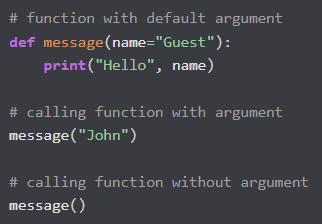 # function with default argument
def message(name="Guest"):
    print("Hello", name)

# calling function with argument
message("John")

# calling function without argument
message()